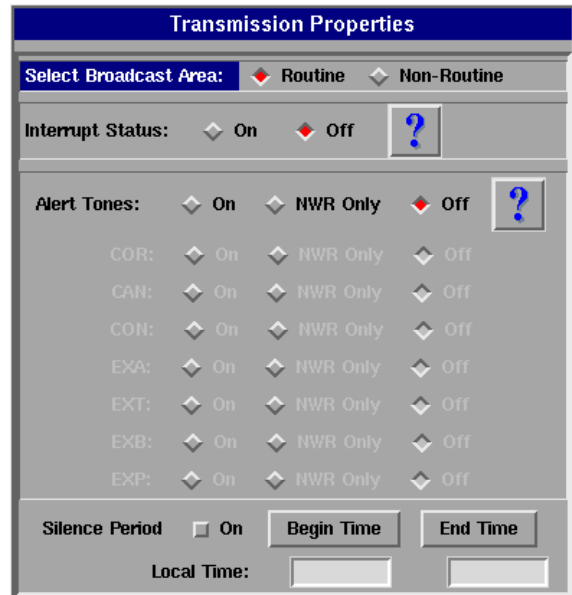 Transmission Properties
Select Broadcast Area: Routine Non-Routine
Interrupt Status: On Off ?
Alert Tones: On NWR Only Off ?
COR: On NWR Only Off
CAN: On NWR Only Off
CON: On NWR Only Off
EXA: On NWR Only Off
EXT: On NWR Only Off
EXB: On NWR Only Off
EXP: On NWR Only Off
Silence Period On Begin Time End Time
Local Time: